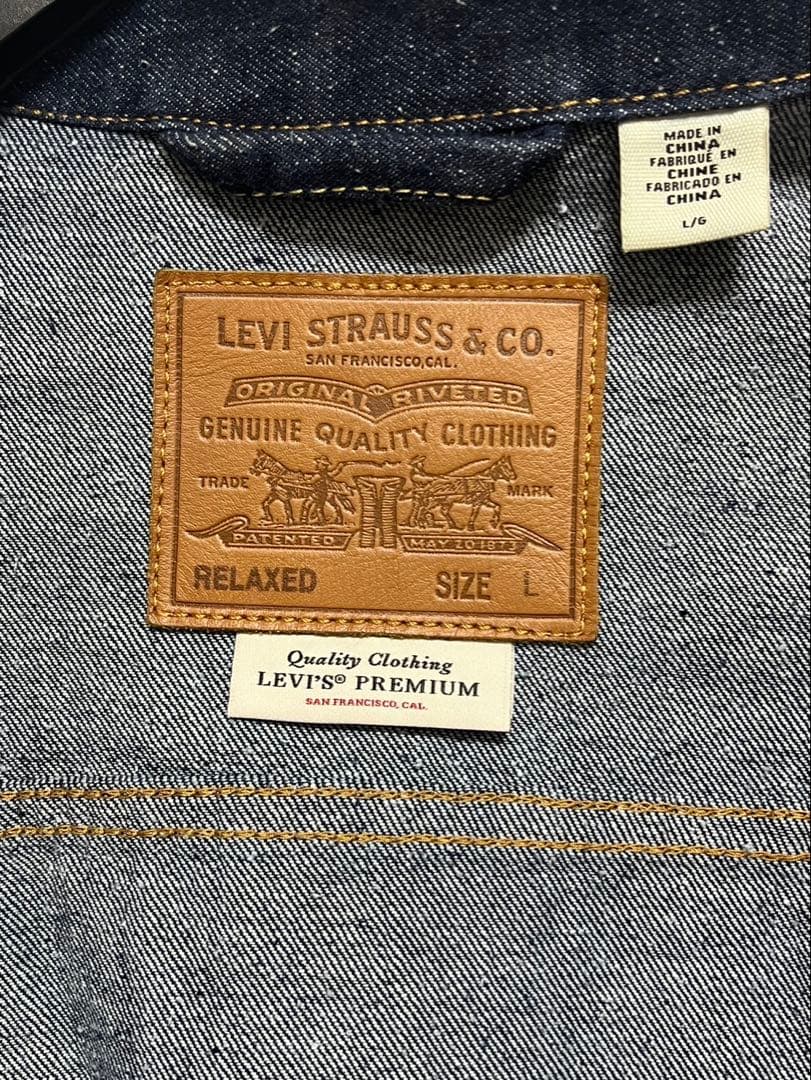 MADE IN
CHINA
FABRIQUÉ EN
CHINE
FABRICADO EN
CHINA
L/G
LEVI STRAUSS & CO.
SAN FRANCISCO, CAL.
ORIGINAL RIVETED
GENUINE QUALITY CLOTHING
TRADE MARK
PATENTED MAY 20 1873
RELAXED SIZE L
Quality Clothing
LEVI'S® PREMIUM
SAN FRANCISCO, CAL.